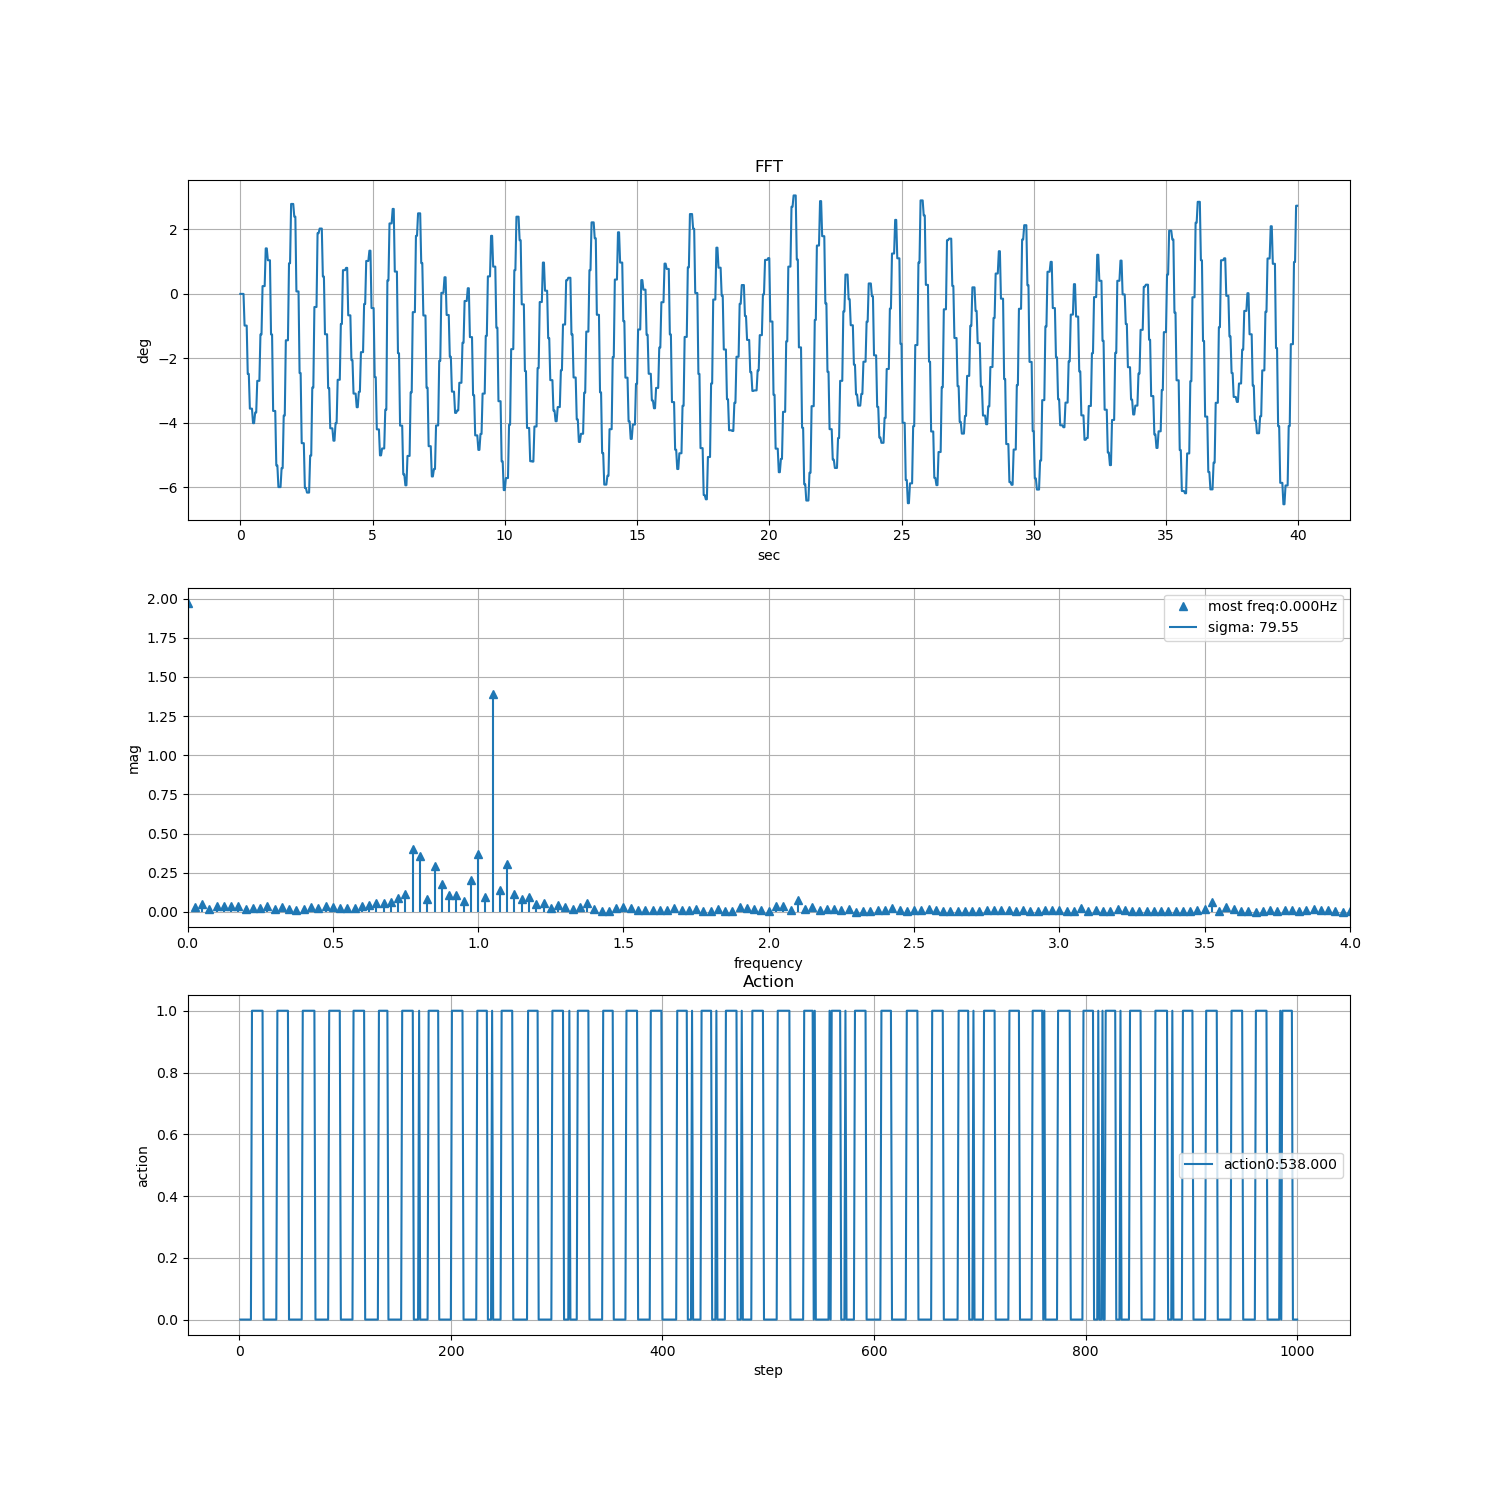 FFT
2
0
−2
−4
−6
deg
0 5 10 15 20 25 30 35 40
sec
2.00
1.75
1.50
1.25
1.00
0.75
0.50
0.25
0.00
mag
most freq:0.000Hz
sigma: 79.55
0.0 0.5 1.0 1.5 2.0 2.5 3.0 3.5 4.0
frequency
Action
1.0
0.8
0.6
0.4
0.2
0.0
action
action0:538.000
0 200 400 600 800 1000
step